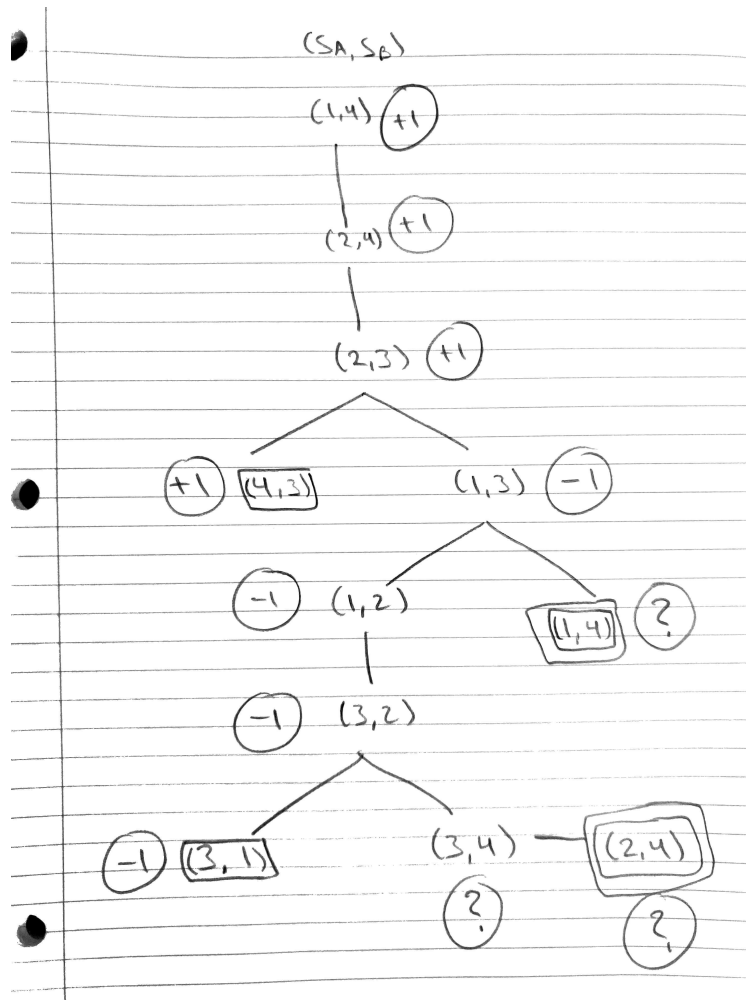 (SA, SB)
(1,4) +1
(2,4) +1
(2,3) +1
+1 (4,3) (1,3) -1
-1 (1,2) (1,4) ?
-1 (3,2)
-1 (3,1) (3,4) (2,4)
? ?